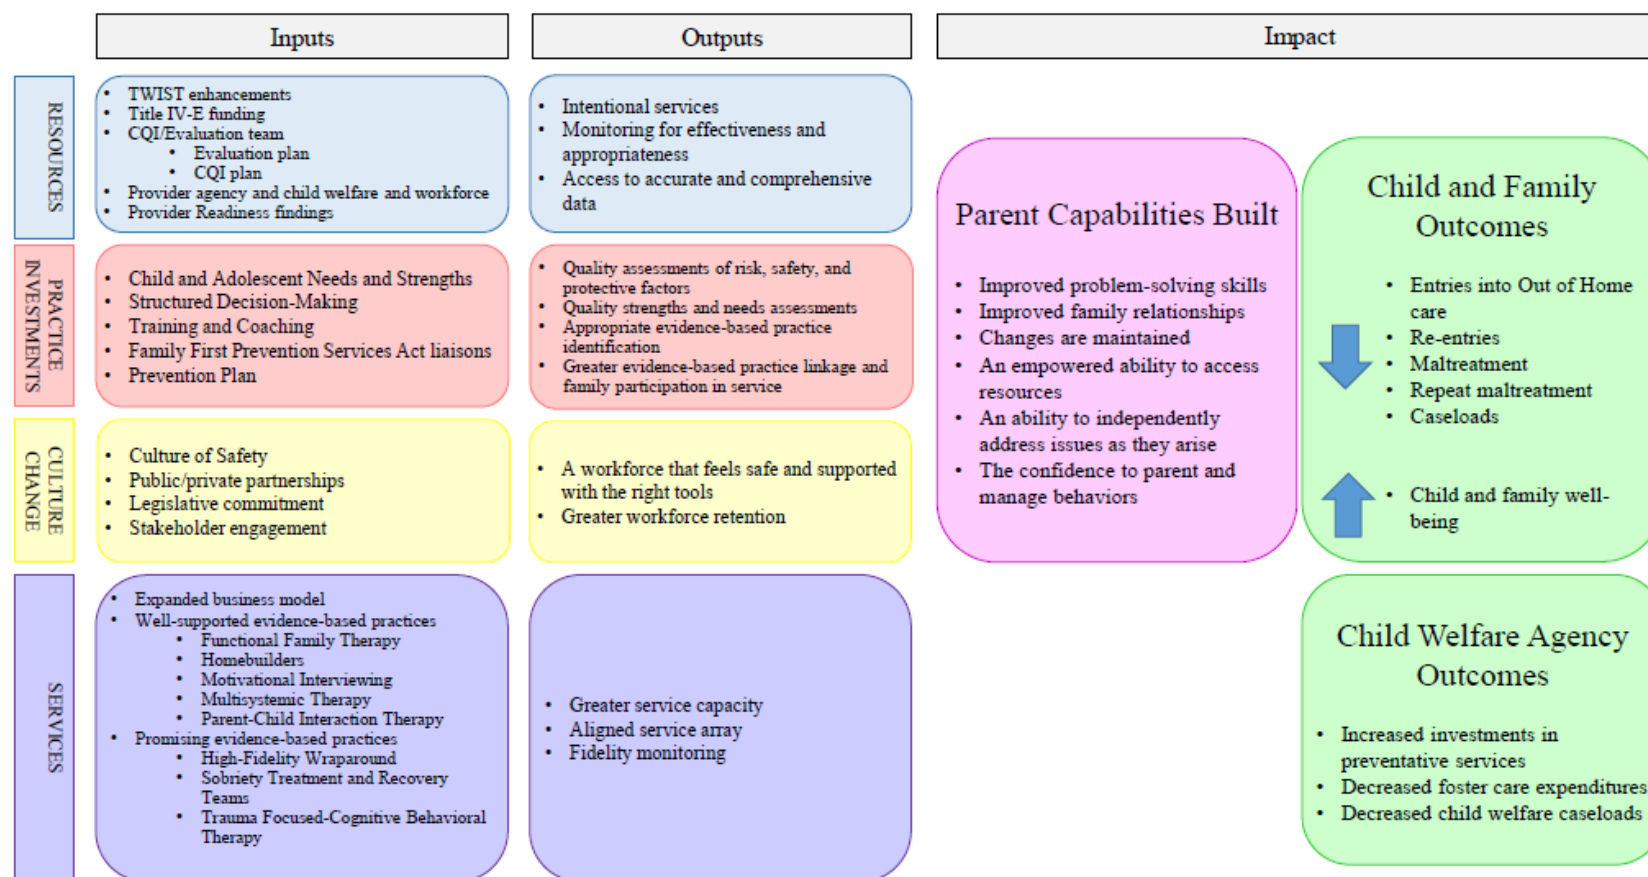 Inputs
Outputs
Impact
RESOURCES
• TWIST enhancements
• Title IV-E funding
• CQI/Evaluation team
• Evaluation plan
• CQI plan
• Provider agency and child welfare and workforce
• Provider Readiness findings
• Intentional services
• Monitoring for effectiveness and
appropriateness
• Access to accurate and comprehensive
data
PRACTICE
INVESTMENTS
• Child and Adolescent Needs and Strengths
• Structured Decision-Making
• Training and Coaching
• Family First Prevention Services Act liaisons
• Prevention Plan
• Quality assessments of risk, safety, and
protective factors
• Quality strengths and needs assessments
• Appropriate evidence-based practice
identification
• Greater evidence-based practice linkage and
family participation in service
CULTURE
CHANGE
• Culture of Safety
• Public/private partnerships
• Legislative commitment
• Stakeholder engagement
• A workforce that feels safe and supported
with the right tools
• Greater workforce retention
SERVICES
• Expanded business model
• Well-supported evidence-based practices
• Functional Family Therapy
• Homebuilders
• Motivational Interviewing
• Multisystemic Therapy
• Parent-Child Interaction Therapy
• Promising evidence-based practices
• High-Fidelity Wraparound
• Sobriety Treatment and Recovery
Teams
• Trauma Focused-Cognitive Behavioral
Therapy
• Greater service capacity
• Aligned service array
• Fidelity monitoring
Parent Capabilities Built
• Improved problem-solving skills
• Improved family relationships
• Changes are maintained
• An empowered ability to access
resources
• An ability to independently
address issues as they arise
• The confidence to parent and
manage behaviors
Child and Family
Outcomes
• Entries into Out of Home
care
• Re-entries
• Maltreatment
• Repeat maltreatment
• Caseloads
• Child and family well-
being
Child Welfare Agency
Outcomes
• Increased investments in
preventative services
• Decreased foster care expenditures
• Decreased child welfare caseloads